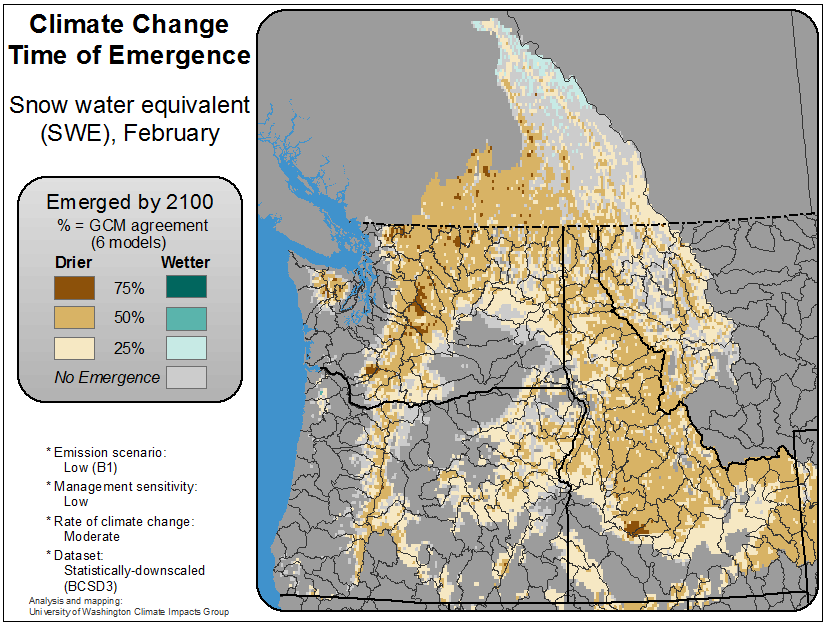 Climate Change
Time of Emergence
Snow water equivalent
(SWE), February
Emerged by 2100
% = GCM agreement
(6 models)
Drier Wetter
75%
50%
25%
No Emergence
* Emission scenario:
Low (B1)
* Management sensitivity:
Low
* Rate of climate change:
Moderate
* Dataset:
Statistically-downscaled
(BCSD3)
Analysis and mapping:
University of Washington Climate Impacts Group